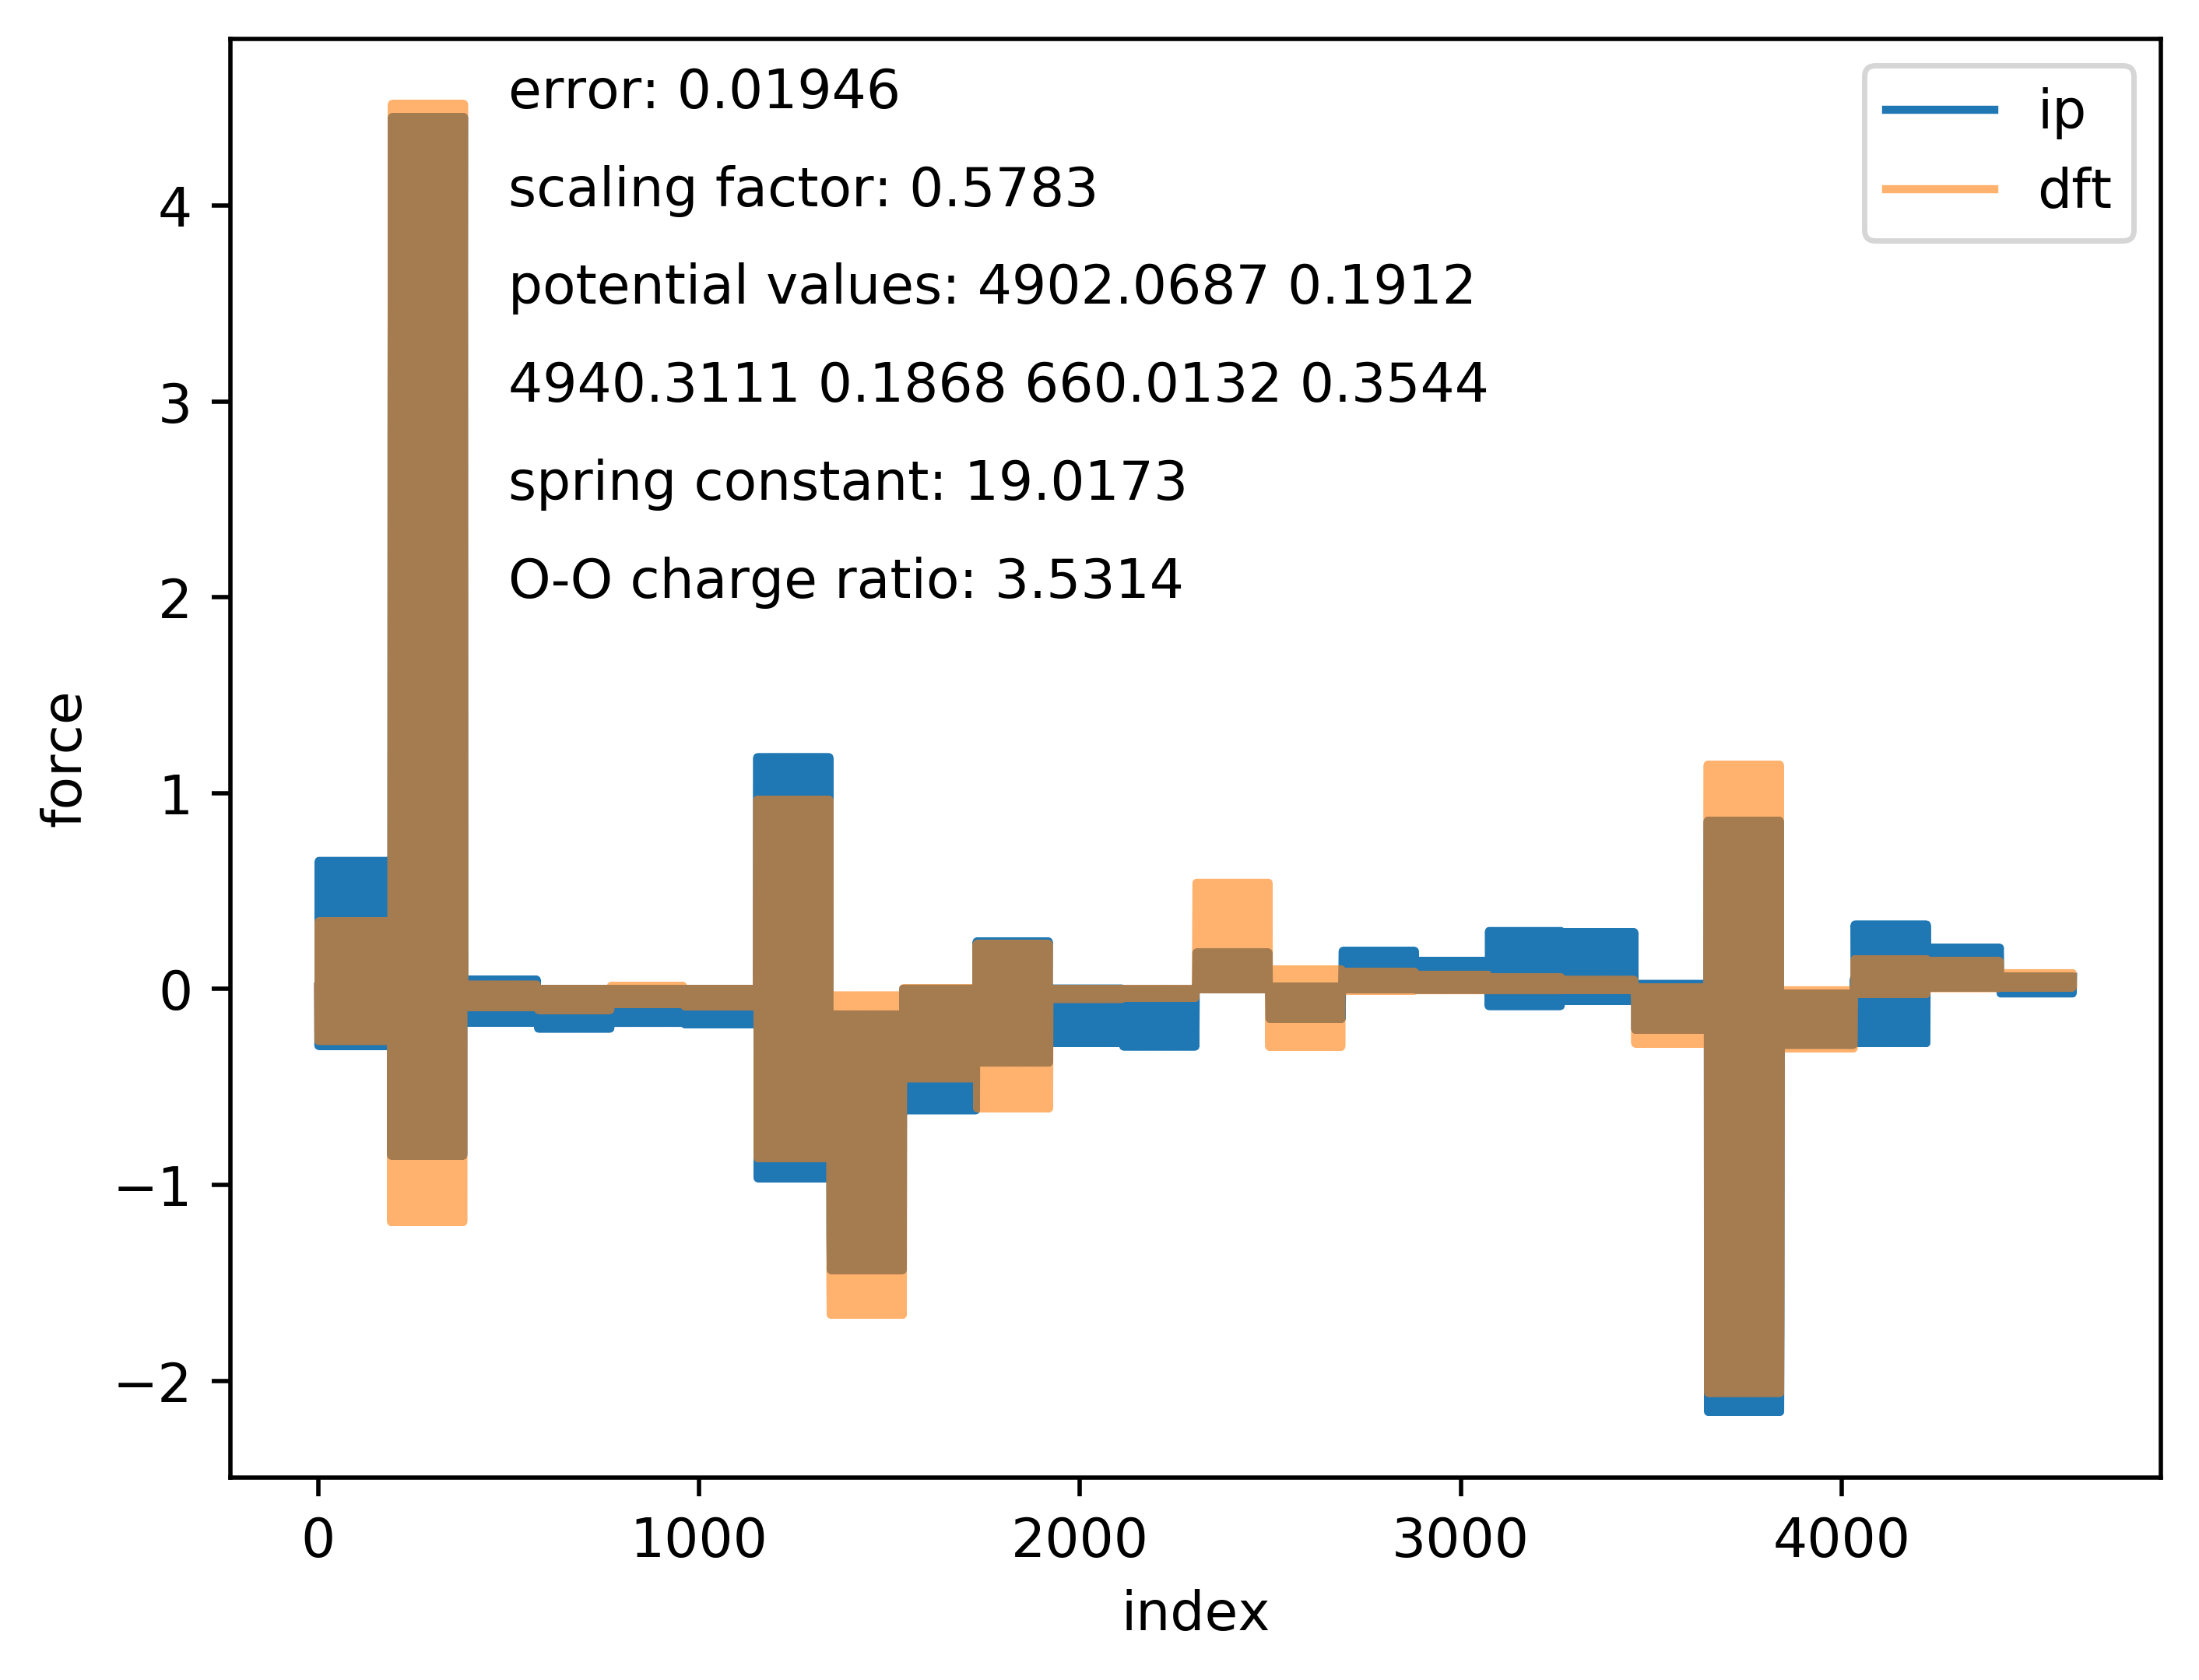 error: 0.01946
scaling factor: 0.5783
potential values: 4902.0687 0.1912
4940.3111 0.1868 660.0132 0.3544
spring constant: 19.0173
O-O charge ratio: 3.5314
ip
dft
4
3
2
1
0
−1
−2
force
0 1000 2000 3000 4000
index